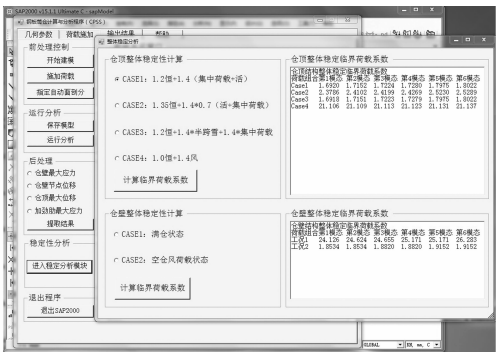 SAP2000 v15.1.1 Ultimate C - sapModel
钢板筒仓计算与分析程序（CPSS）
几何参数 荷载施加 输出结果 帮助
前处理控制
开始建模
施加荷载
指定自动面剖分
运行分析
保存模型
运行分析
后处理
仓壁最大应力
仓壁节点位移
仓顶最大位移
加劲肋最大应力
提取结果
稳定性分析
进入稳定分析模块
退出程序
退出SAP2000
整体稳定分析
仓顶整体稳定性计算
CASE1：1.2恒+1.4（集中荷载+活）
CASE2：1.35恒+1.4*0.7（活+集中荷载）
CASE3：1.2恒+1.4*半跨雪+1.4*集中荷载
CASE4：1.0恒+1.4风
计算临界荷载系数
仓顶整体稳定临界荷载系数
仓顶结构整体稳定临界荷载系数
荷载组合第1模态 第2模态 第3模态 第4模态 第5模态 第6模态
Case1 1.6920 1.7152 1.7224 1.7280 1.7975 1.8022
Case2 2.3786 2.4102 2.4199 2.4269 2.5230 2.5289
Case3 1.6918 1.7151 1.7223 1.7279 1.7975 1.8022
Case4 21.106 21.109 21.113 21.123 21.131 21.137
仓壁整体稳定性计算
CASE1：满仓状态
CASE2：空仓风荷载状态
计算临界荷载系数
仓壁整体稳定临界荷载系数
仓壁结构整体稳定临界荷载系数
荷载组合第1模态 第2模态 第3模态 第4模态 第5模态 第6模态
工况1 24.126 24.624 24.655 25.171 25.171 26.283
工况2 1.8534 1.8534 1.8820 1.8820 1.9152 1.9152
GLOBAL KN, mm, C